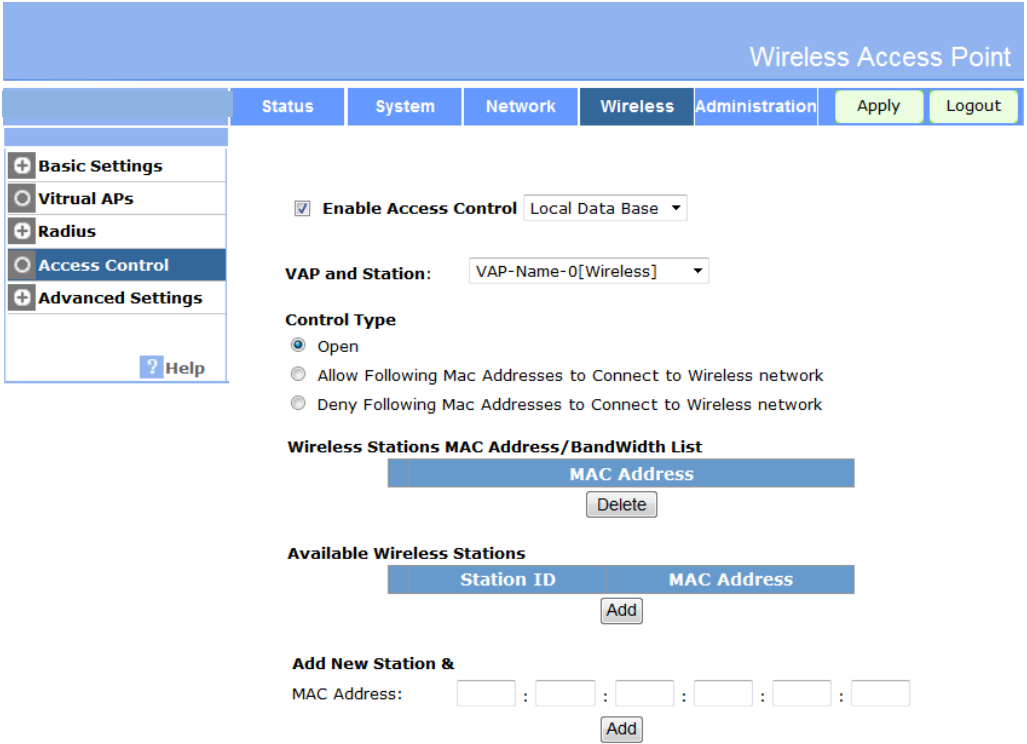 Wireless Access Point
Status System Network Wireless Administration Apply Logout
Basic Settings
Vitrual APs
Radius
Access Control
Advanced Settings
? Help
Enable Access Control Local Data Base
VAP and Station: VAP-Name-0[Wireless]
Control Type
Open
Allow Following Mac Addresses to Connect to Wireless network
Deny Following Mac Addresses to Connect to Wireless network
Wireless Stations MAC Address/BandWidth List
MAC Address
Delete
Available Wireless Stations
Station ID MAC Address
Add
Add New Station &
MAC Address: : : : : :
Add